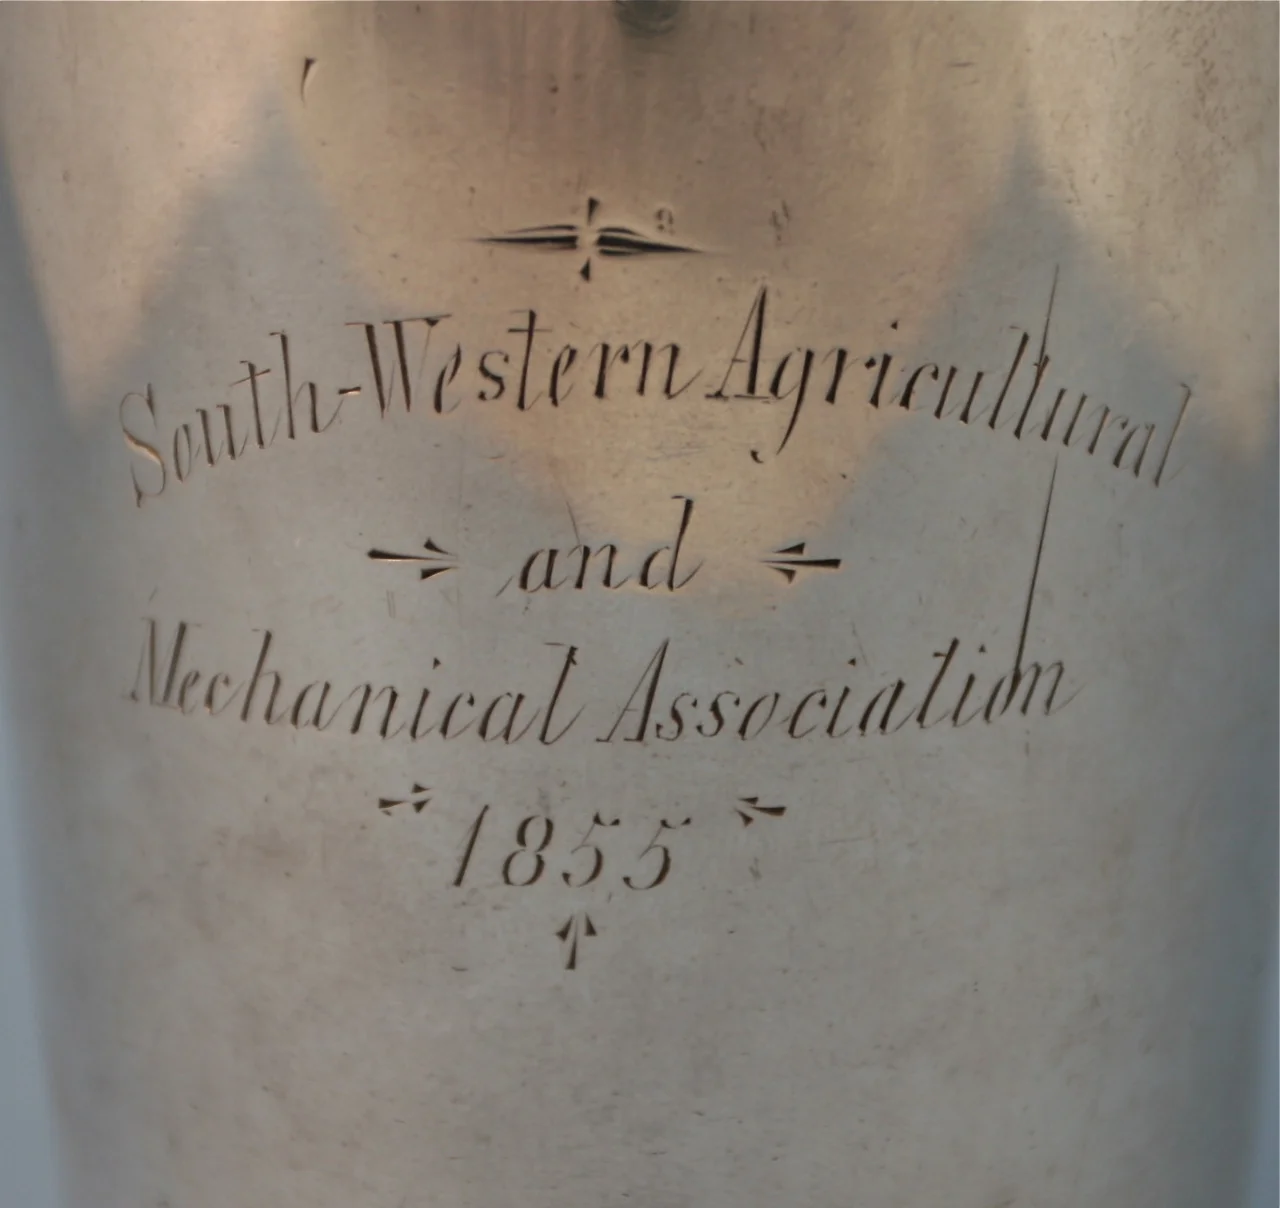 South-Western Agricultural
and
Mechanical Association
1855